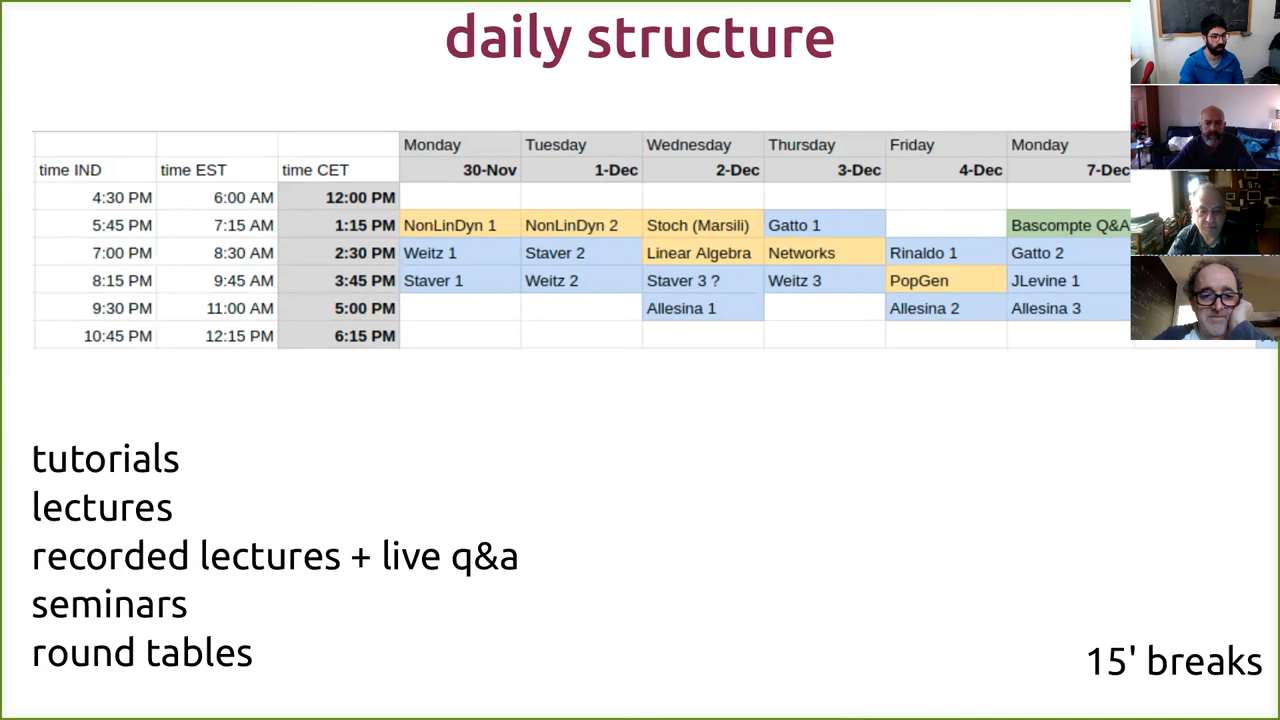 daily structure
Monday Tuesday Wednesday Thursday Friday Monday
time IND time EST time CET 30-Nov 1-Dec 2-Dec 3-Dec 4-Dec 7-Dec
4:30 PM 6:00 AM 12:00 PM
5:45 PM 7:15 AM 1:15 PM NonLinDyn 1 NonLinDyn 2 Stoch (Marsili) Gatto 1 Bascompte Q&A
7:00 PM 8:30 AM 2:30 PM Weitz 1 Staver 2 Linear Algebra Networks Rinaldo 1 Gatto 2
8:15 PM 9:45 AM 3:45 PM Staver 1 Weitz 2 Staver 3 ? Weitz 3 PopGen JLevine 1
9:30 PM 11:00 AM 5:00 PM Allesina 1 Allesina 2 Allesina 3
10:45 PM 12:15 PM 6:15 PM
tutorials
lectures
recorded lectures + live q&a
seminars
round tables
15' breaks